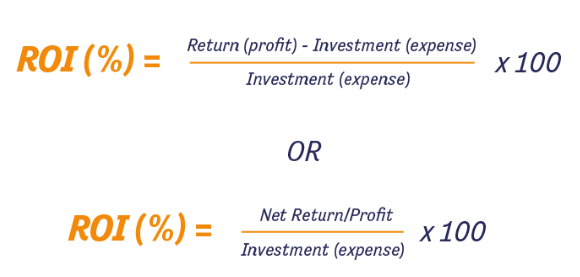 ROI (%) = Return (profit) - Investment (expense) / Investment (expense) x 100
OR
ROI (%) = Net Return/Profit / Investment (expense) x 100